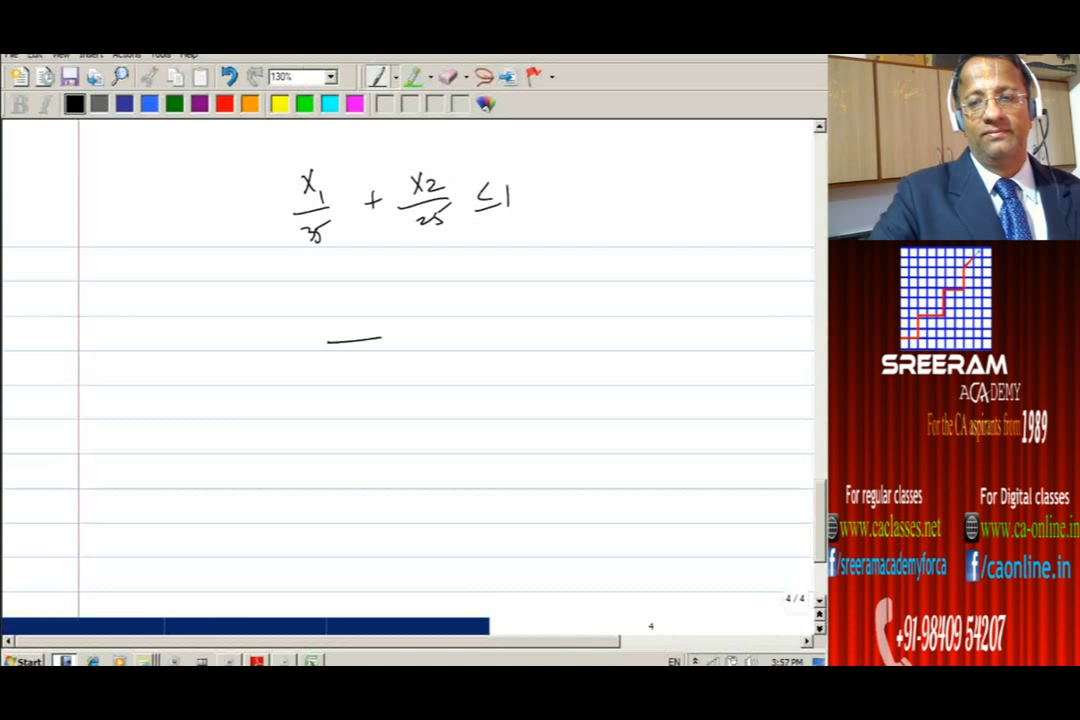 130%
X1/35 + X2/25 ≤ 1
4/4
4
Start
EN
3:57 PM
SREERAM
ACADEMY
For the CA aspirants from 1989
For regular classes
www.caclasses.net
f/sreeramacademyforca
For Digital classes
www.ca-online.in
f/caonline.in
+91-98409 54207